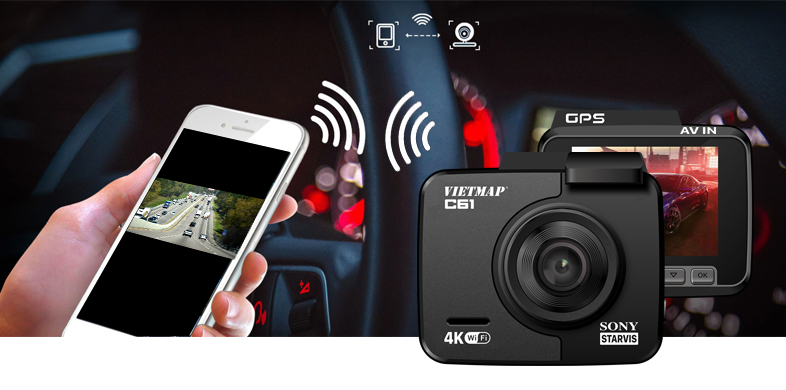 GPS
AV IN
VIETMAP®
C61
OK
4K WiFi
SONY
STARVIS